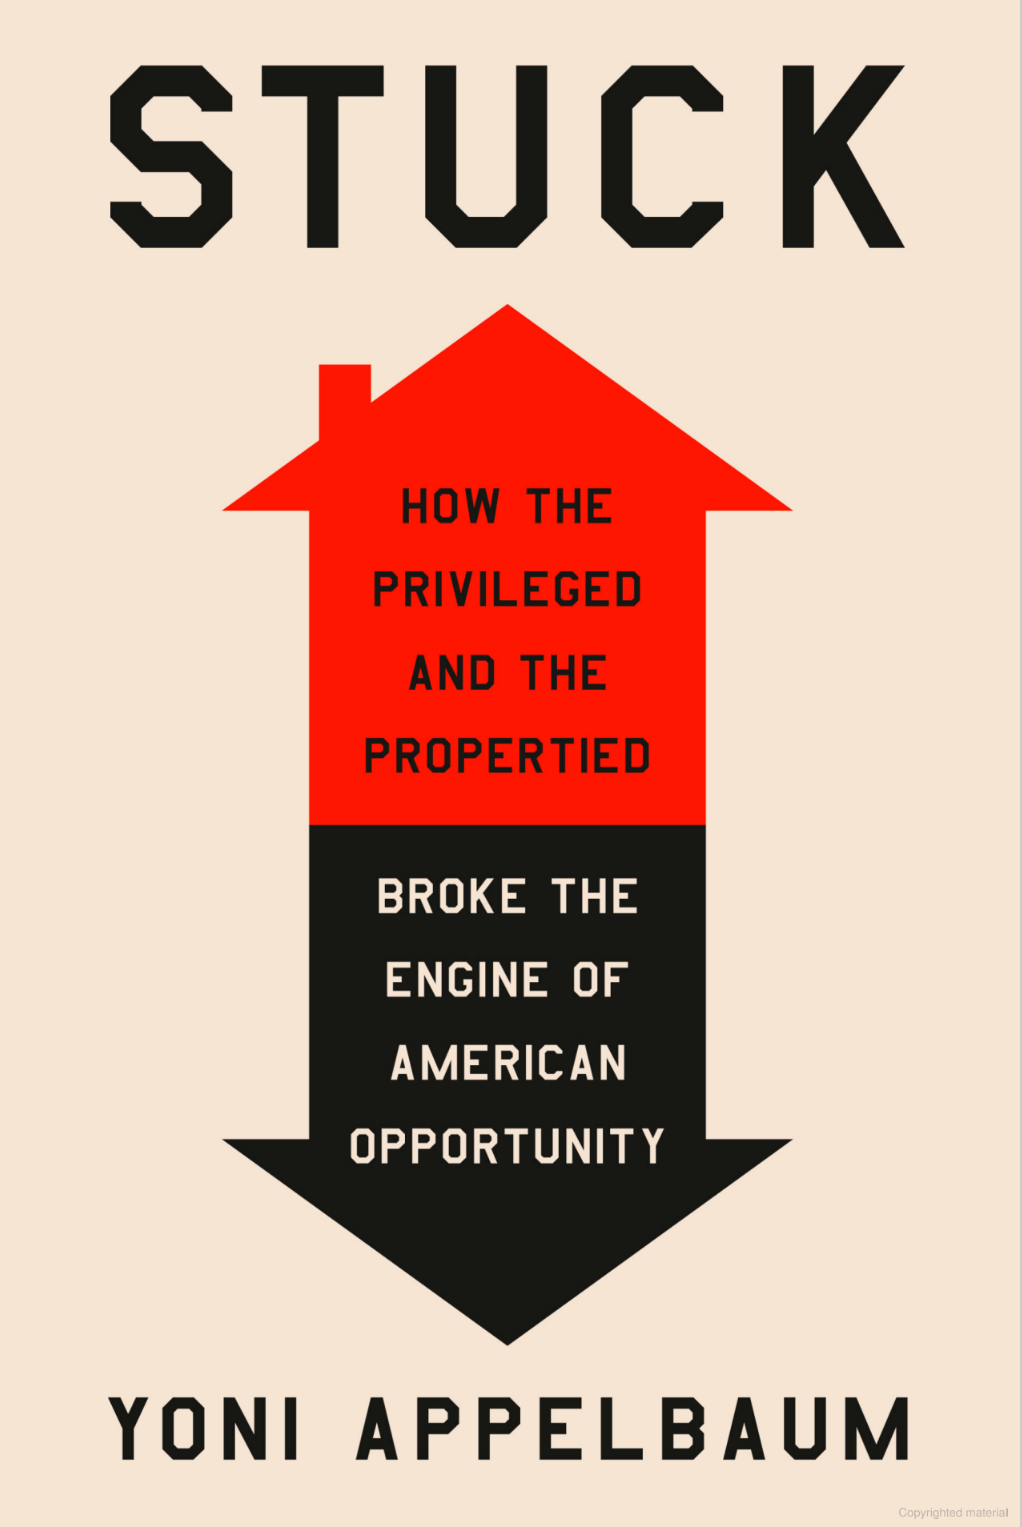 STUCK
HOW THE
PRIVILEGED
AND THE
PROPERTIED
BROKE THE
ENGINE OF
AMERICAN
OPPORTUNITY
YONI APPELBAUM
Copyrighted material